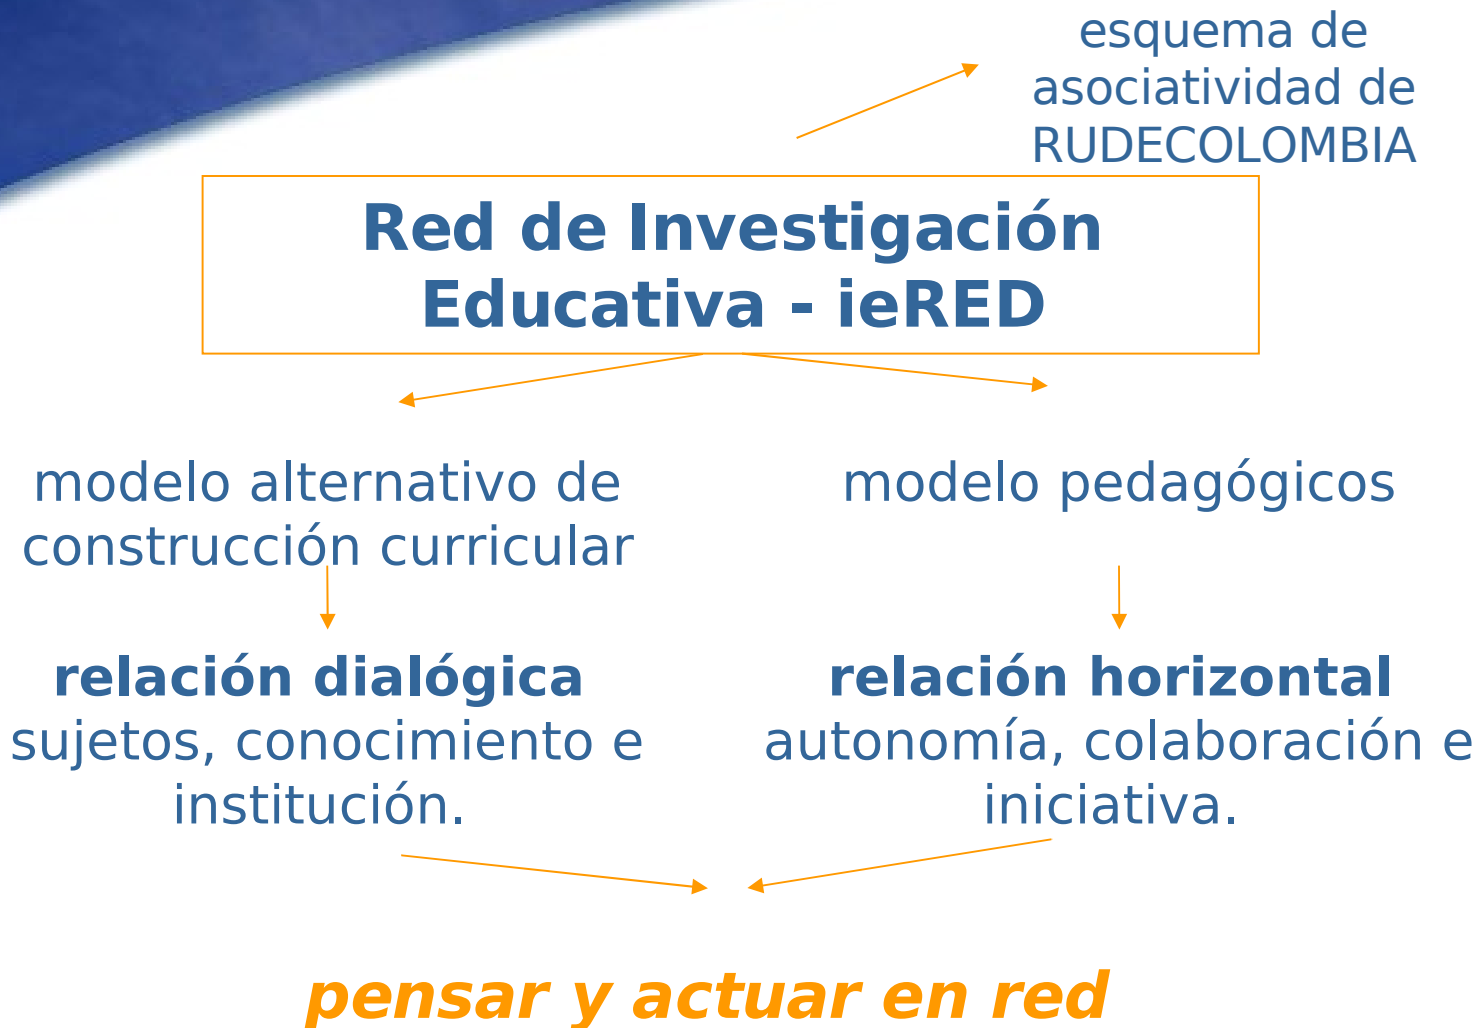 esquema de
asociatividad de
RUDECOLOMBIA
Red de Investigación
Educativa - ieRED
modelo alternativo de
construcción curricular
modelo pedagógicos
relación dialógica
sujetos, conocimiento e
institución.
relación horizontal
autonomía, colaboración e
iniciativa.
pensar y actuar en red